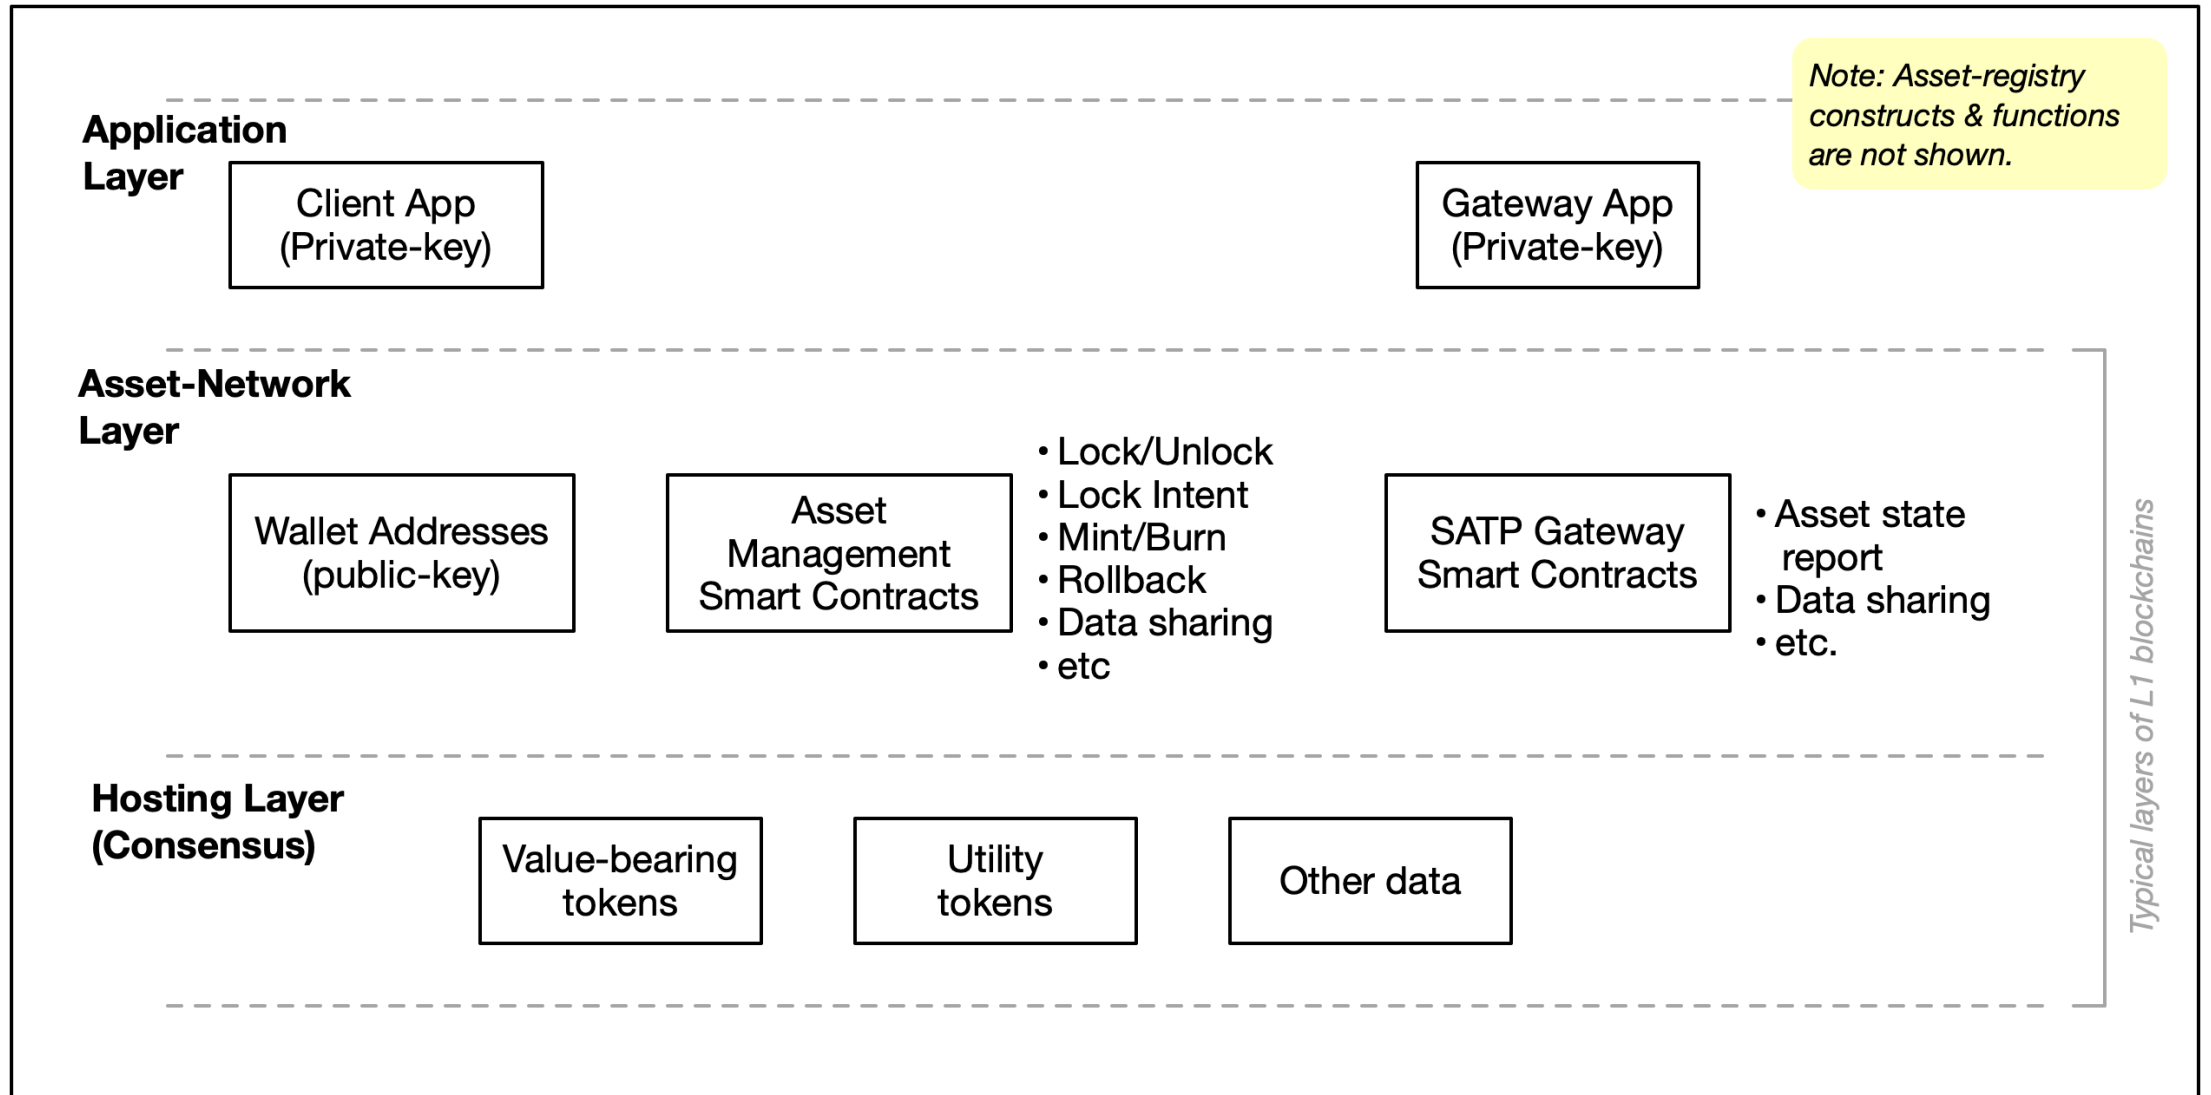 Note: Asset-registry
constructs & functions
are not shown.
Application
Layer
Client App
(Private-key)
Gateway App
(Private-key)
Asset-Network
Layer
Wallet Addresses
(public-key)
Asset
Management
Smart Contracts
• Lock/Unlock
• Lock Intent
• Mint/Burn
• Rollback
• Data sharing
• etc
SATP Gateway
Smart Contracts
• Asset state
report
• Data sharing
• etc.
Typical layers of L1 blockchains
Hosting Layer
(Consensus)
Value-bearing
tokens
Utility
tokens
Other data